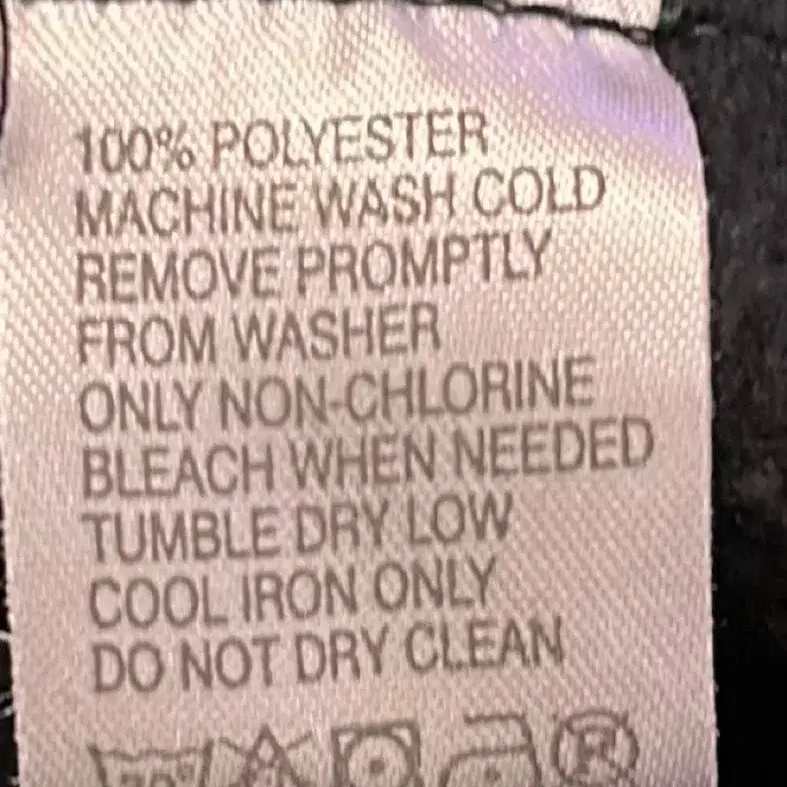 100% POLYESTER
MACHINE WASH COLD
REMOVE PROMPTLY
FROM WASHER
ONLY NON-CHLORINE
BLEACH WHEN NEEDED
TUMBLE DRY LOW
COOL IRON ONLY
DO NOT DRY CLEAN